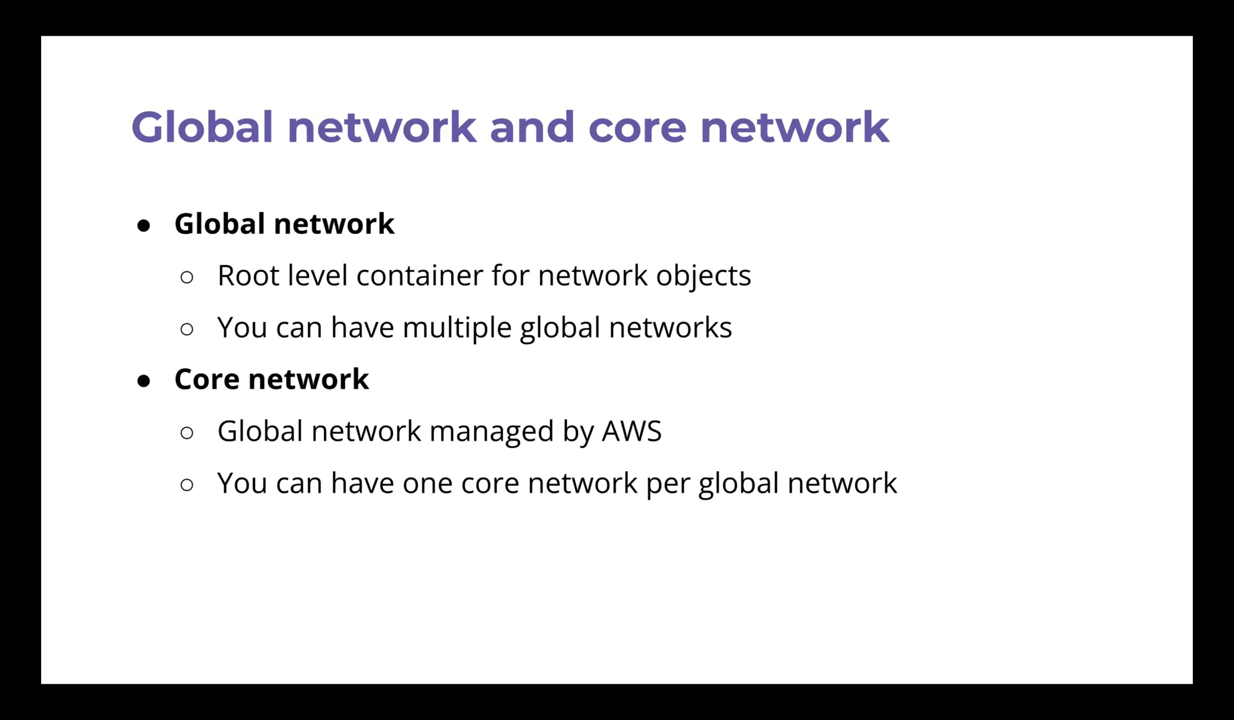 Global network and core network
● Global network
○ Root level container for network objects
○ You can have multiple global networks
● Core network
○ Global network managed by AWS
○ You can have one core network per global network